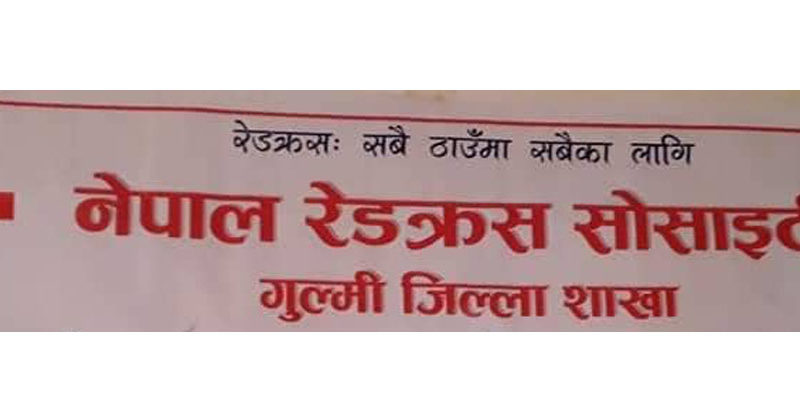 रेडक्रसः सबै ठाउँमा सबैका लागि
नेपाल रेडक्रस सोसाइट
गुल्मी जिल्ला शाखा